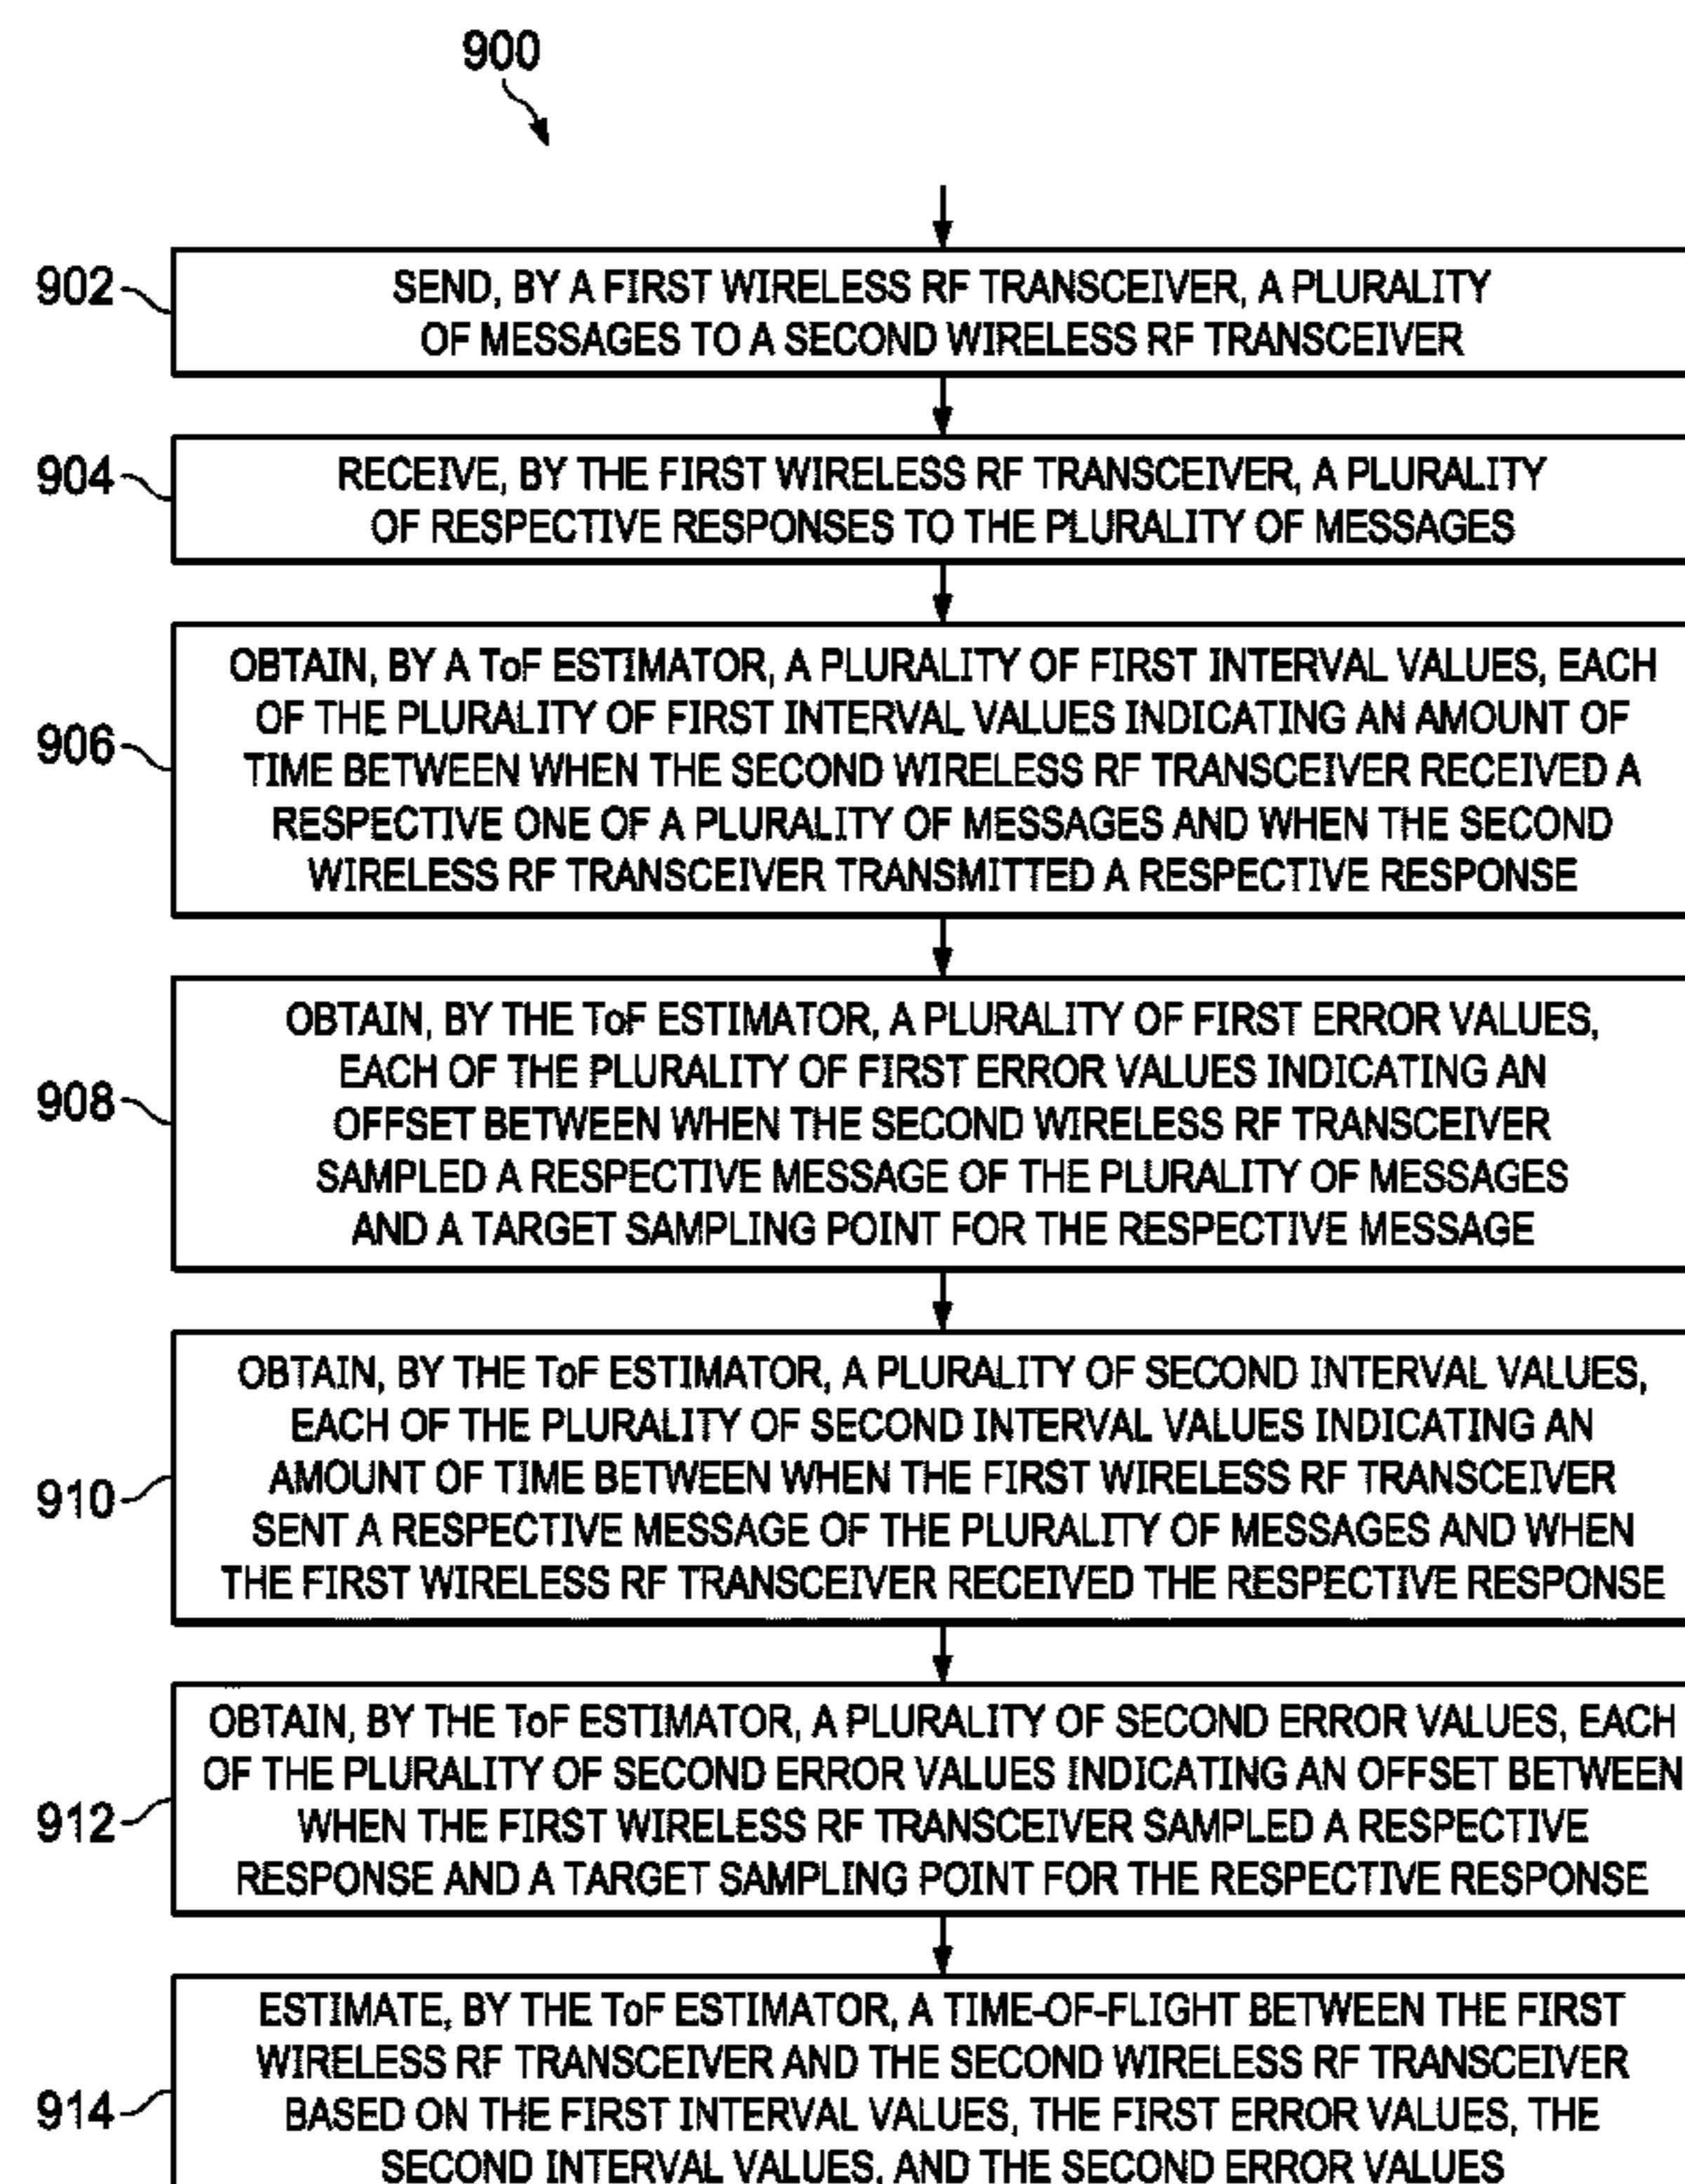 900
902
SEND, BY A FIRST WIRELESS RF TRANSCEIVER, A PLURALITY
OF MESSAGES TO A SECOND WIRELESS RF TRANSCEIVER
904
RECEIVE, BY THE FIRST WIRELESS RF TRANSCEIVER, A PLURALITY
OF RESPECTIVE RESPONSES TO THE PLURALITY OF MESSAGES
906
OBTAIN, BY A ToF ESTIMATOR, A PLURALITY OF FIRST INTERVAL VALUES, EACH
OF THE PLURALITY OF FIRST INTERVAL VALUES INDICATING AN AMOUNT OF
TIME BETWEEN WHEN THE SECOND WIRELESS RF TRANSCEIVER RECEIVED A
RESPECTIVE ONE OF A PLURALITY OF MESSAGES AND WHEN THE SECOND
WIRELESS RF TRANSCEIVER TRANSMITTED A RESPECTIVE RESPONSE
908
OBTAIN, BY THE ToF ESTIMATOR, A PLURALITY OF FIRST ERROR VALUES,
EACH OF THE PLURALITY OF FIRST ERROR VALUES INDICATING AN
OFFSET BETWEEN WHEN THE SECOND WIRELESS RF TRANSCEIVER
SAMPLED A RESPECTIVE MESSAGE OF THE PLURALITY OF MESSAGES
AND A TARGET SAMPLING POINT FOR THE RESPECTIVE MESSAGE
910
OBTAIN, BY THE ToF ESTIMATOR, A PLURALITY OF SECOND INTERVAL VALUES,
EACH OF THE PLURALITY OF SECOND INTERVAL VALUES INDICATING AN
AMOUNT OF TIME BETWEEN WHEN THE FIRST WIRELESS RF TRANSCEIVER
SENT A RESPECTIVE MESSAGE OF THE PLURALITY OF MESSAGES AND WHEN
THE FIRST WIRELESS RF TRANSCEIVER RECEIVED THE RESPECTIVE RESPONSE
912
OBTAIN, BY THE ToF ESTIMATOR, A PLURALITY OF SECOND ERROR VALUES, EACH
OF THE PLURALITY OF SECOND ERROR VALUES INDICATING AN OFFSET BETWEEN
WHEN THE FIRST WIRELESS RF TRANSCEIVER SAMPLED A RESPECTIVE
RESPONSE AND A TARGET SAMPLING POINT FOR THE RESPECTIVE RESPONSE
914
ESTIMATE, BY THE ToF ESTIMATOR, A TIME-OF-FLIGHT BETWEEN THE FIRST
WIRELESS RF TRANSCEIVER AND THE SECOND WIRELESS RF TRANSCEIVER
BASED ON THE FIRST INTERVAL VALUES, THE FIRST ERROR VALUES, THE
SECOND INTERVAL VALUES, AND THE SECOND ERROR VALUES